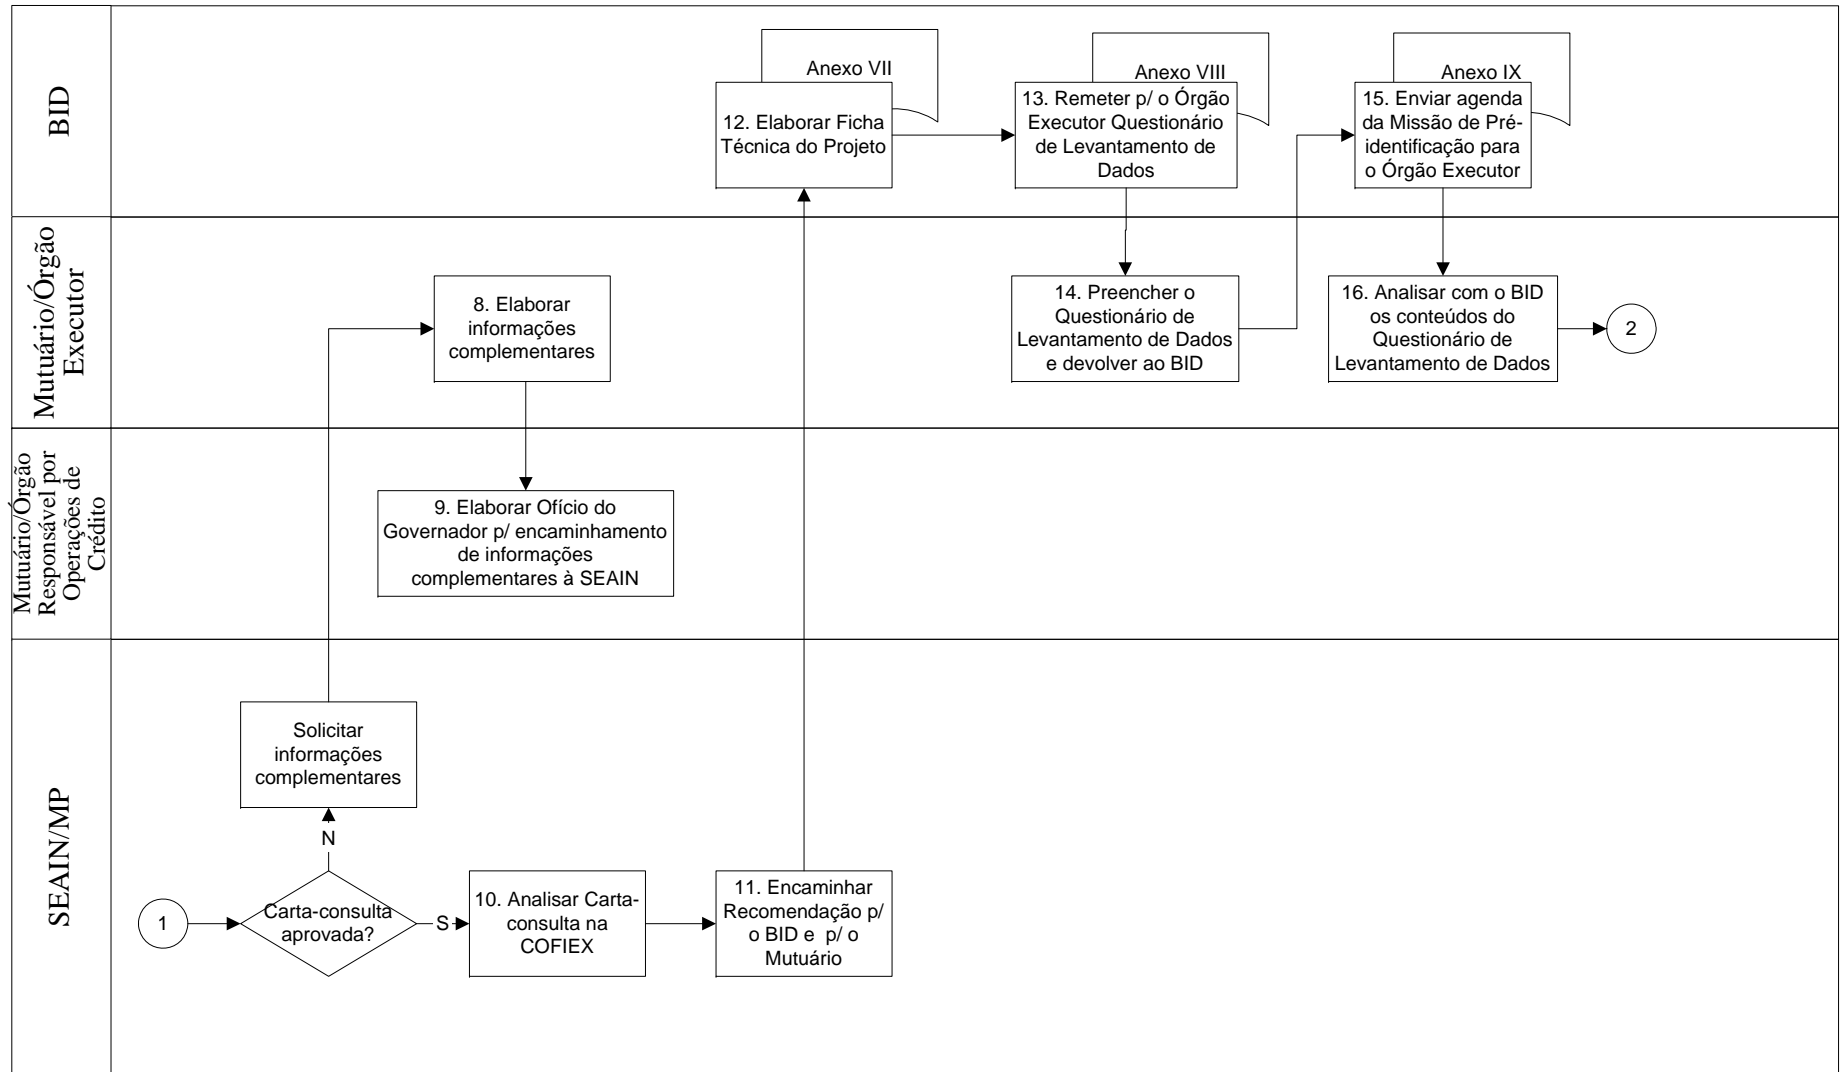 BID
Anexo VII
12. Elaborar Ficha
Técnica do Projeto
Anexo VIII
13. Remeter p/ o Órgão
Executor Questionário
de Levantamento de
Dados
Anexo IX
15. Enviar agenda
da Missão de Pré-
identificação para
o Órgão Executor
Mutuário/Órgão
Executor
8. Elaborar
informações
complementares
14. Preencher o
Questionário de
Levantamento de Dados
e devolver ao BID
16. Analisar com o BID
os conteúdos do
Questionário de
Levantamento de Dados
2
Mutuário/Órgão
Responsável por
Operações de
Crédito
9. Elaborar Ofício do
Governador p/ encaminhamento
de informações
complementares à SEAIN
SEAIN/MP
Solicitar
informações
complementares
N
1
Carta-consulta
aprovada?
S
10. Analisar Carta-
consulta na
COFIEX
11. Encaminhar
Recomendação p/
o BID e p/ o
Mutuário